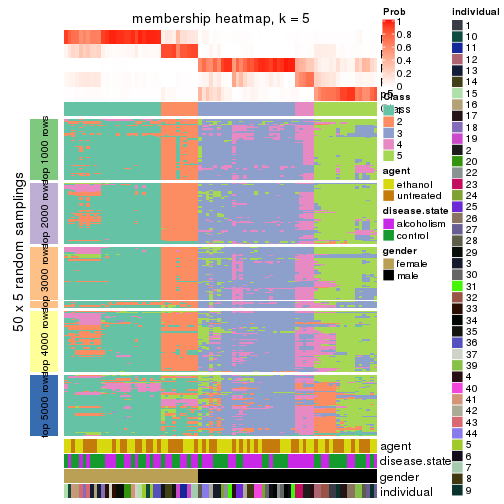 membership heatmap, k = 5
50 x 5 random samplings
top 1000 rows
top 2000 rows
top 3000 rows
top 4000 rows
top 5000 rows
agent
disease.state
gender
individual
Prob
1
0.8
0.6
0.4
0.2
0
Class
1
2
3
4
5
agent
ethanol
untreated
disease.state
alcoholism
control
gender
female
male
individual
1
10
11
12
13
14
15
16
17
18
19
2
20
22
23
24
25
26
27
28
29
3
30
31
32
33
34
35
36
37
39
4
40
41
42
43
44
5
6
7
8
9